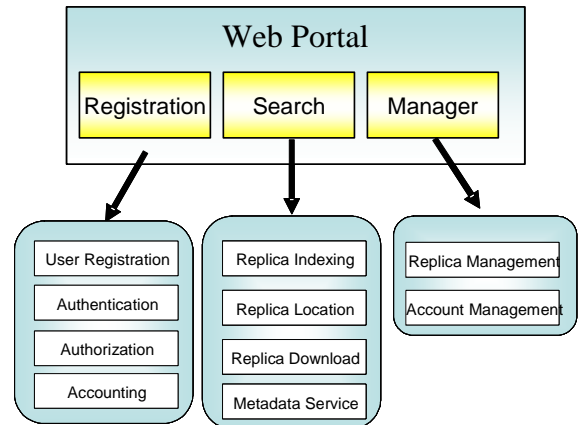 Web Portal
Registration
Search
Manager
User Registration
Authentication
Authorization
Accounting
Replica Indexing
Replica Location
Replica Download
Metadata Service
Replica Management
Account Management